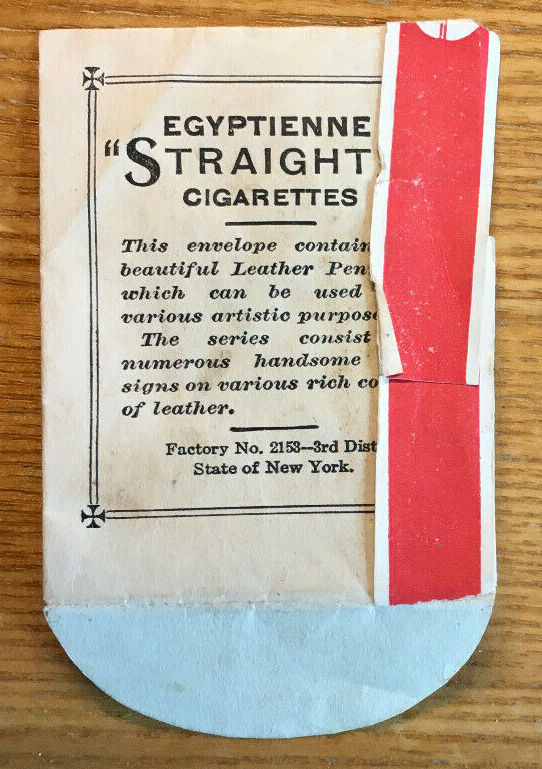 EGYPTIENNE
"STRAIGHT
CIGARETTES
This envelope contain
beautiful Leather Pen
which can be used
various artistic purpose
The series consist
numerous handsome
signs on various rich co
of leather.
Factory No. 2153--3rd Dist
State of New York.